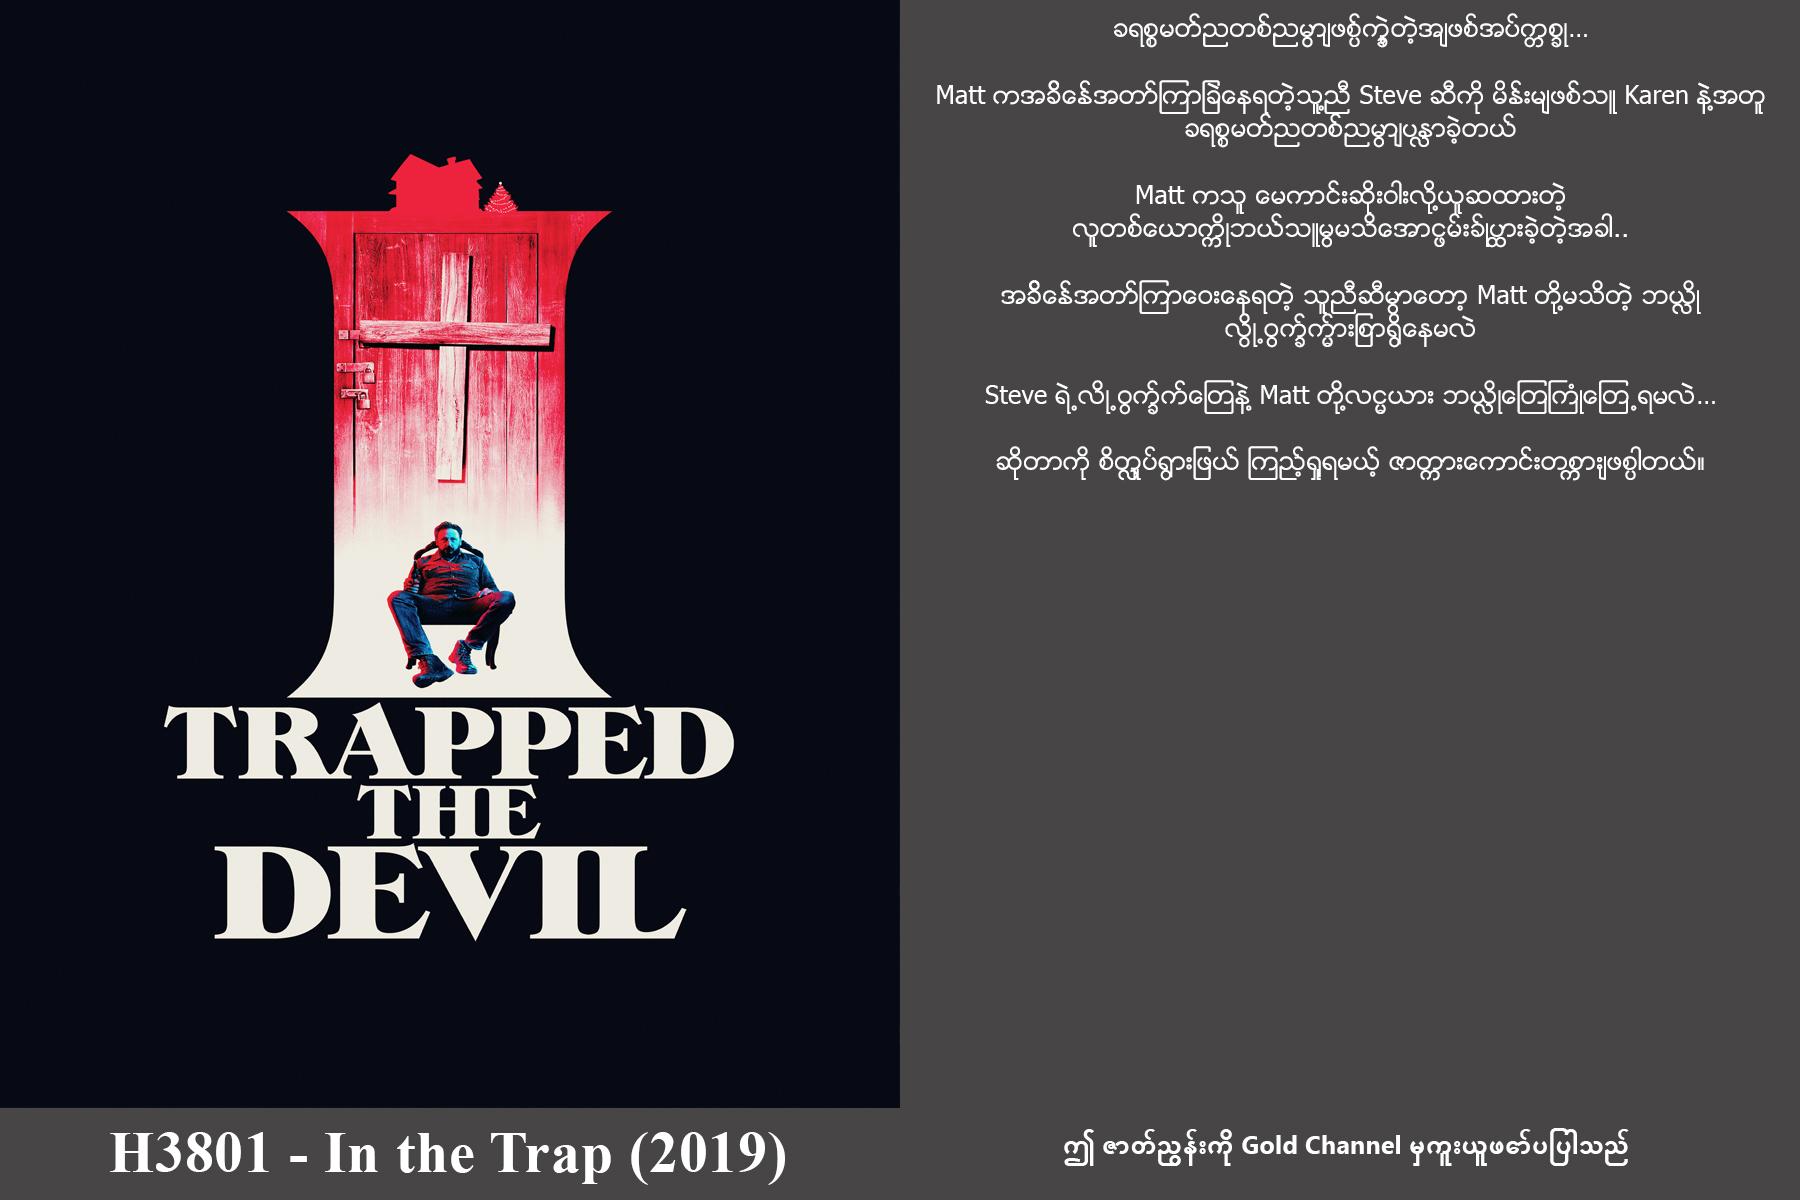 I
TRAPPED
THE
DEVIL
H3801 - In the Trap (2019)
ခရစ္စမတ်ညတစ်ညမှာဖြစ်ပွက်ခဲ့တဲ့အဖြစ်အပ်က္တစ်ခု...
Matt ကအချိန်အတော်ကြာခွဲနေရတဲ့သူ့ညီ Steve ဆီကို မိန်းမဖြစ်သူ Karen နဲ့အတူ
ခရစ္စမတ်ညတစ်ညမှာပြန္လာခဲ့တယ်
Matt ကသူ မကောင်းဆိုးဝါးလို့ယူဆထားတဲ့
လူတစ်ယောက္ကိုဘယ်သူမွမသိအောင္ဖမ်းချုပ္ထားခဲ့တဲ့အခါ..
အချိန်အတော်ကြာဝေးနေရတဲ့ သူ့ညီဆီမှာတော့ Matt တို့မသိတဲ့ ဘယ္လို
လွို့ဝွက်ခ္က်မ်ားစြာရွိနေမလဲ
Steve ရဲ့လို့ဝွက်ခ္က်တွေနဲ့ Matt တို့လင္မယား ဘယ္လိုတွေကြုံတွေ့ရမလဲ...
ဆိုတာကို စိတ္လှုပ်ရွားဖြယ် ကြည့်ရှုရမယ့် ဇာတ္ကားကောင်းတစ္ကားဖြစ္ပါတယ်။
ဤ ဇာတ်ညွှန်းကို Gold Channel မှကူးယူဖော်ပြပါသည်